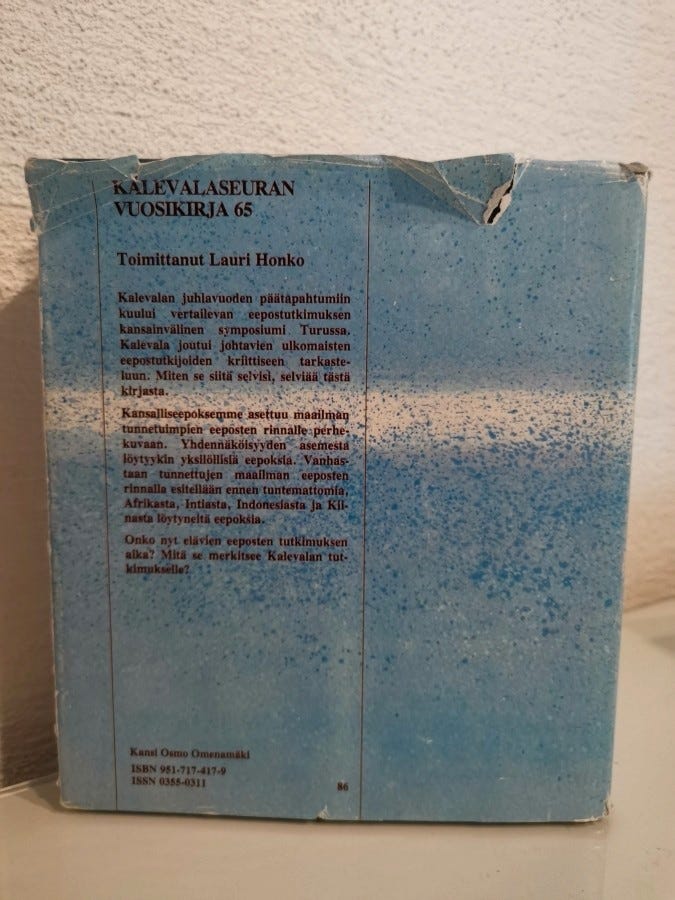 KALEVALASEURAN
VUOSIKIRJA 65
Toimittanut Lauri Honko
Kalevalan juhlavuoden päätapahtumiin
kuului vertailevan eepostutkimuksen
kansainvälinen symposiumi Turussa.
Kalevala joutui johtavien ulkomaisten
eepostutkijoiden kriittiseen tarkaste-
luun. Miten se siitä selvisi, selviää tästä
kirjasta.
Kansalliseepoksemme asettuu maailman
tunnetuimpien eeposten rinnalle perhe-
kuvaan. Yhdennäköisyyden asemesta
löytyykin yksilöllisiä eepoksia. Vanhas-
taan tunnettujen maailman eeposten
rinnalla esitellään ennen tuntemattomia,
Afrikasta, Intiasta, Indonesiasta ja Kii-
nasta löytyneitä eepoksia.
Onko nyt elävien eeposten tutkimuksen
aika? Mitä se merkitsee Kalevalan tut-
kimukselle?
Kansi Osmo Omenamäki
ISBN 951-717-417-9
ISSN 0355-0311
86